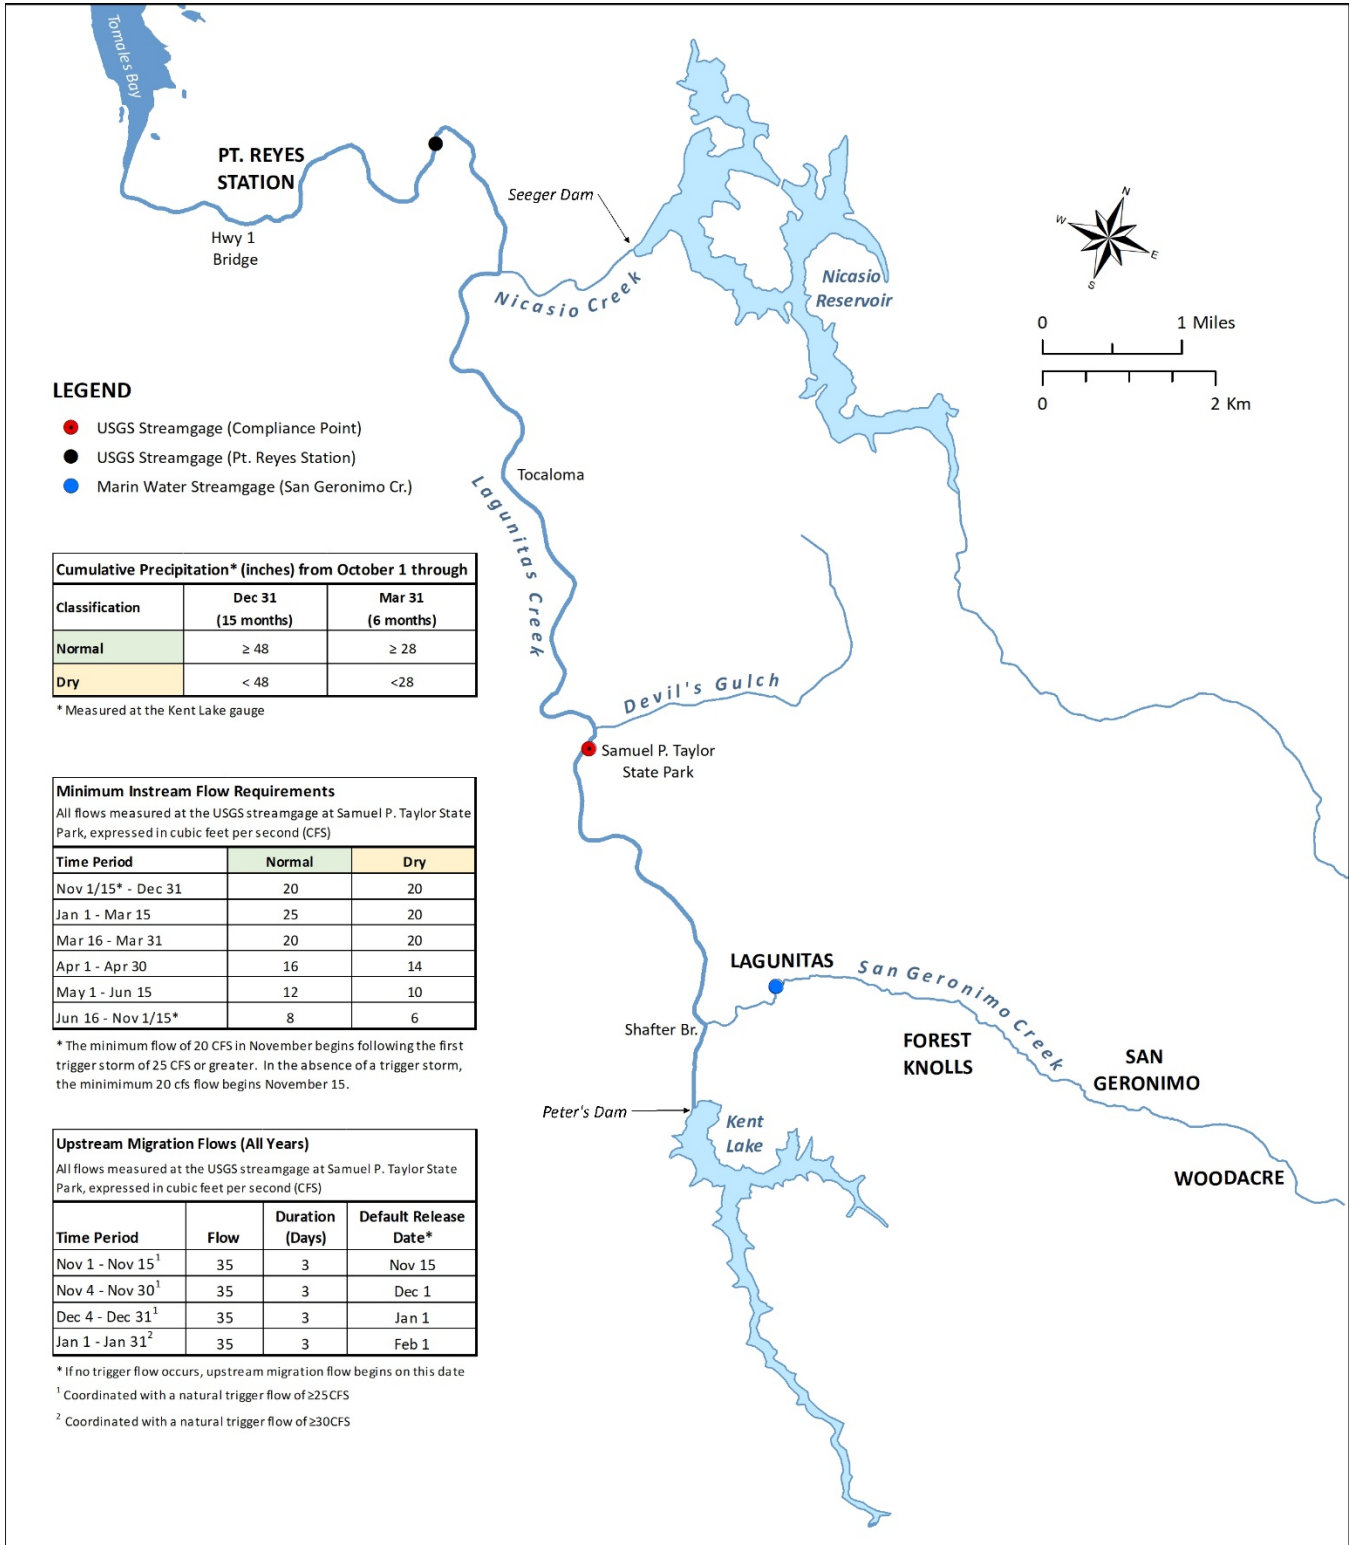 Tomales Bay
PT. REYES
STATION
Hwy 1
Bridge
Seeger Dam
Nicasio Creek
Nicasio
Reservoir
N
W
E
S
0 1 Miles
0 2 Km
LEGEND
USGS Streamgage (Compliance Point)
USGS Streamgage (Pt. Reyes Station)
Marin Water Streamgage (San Geronimo Cr.)
Tocaloma
Lagunitas Creek
Devil's Gulch
Samuel P. Taylor
State Park
LAGUNITAS
San Geronimo Creek
Shafter Br.
FOREST
KNOLLS
SAN
GERONIMO
WOODACRE
Peter's Dam
Kent
Lake
Cumulative Precipitation* (inches) from October 1 through
Classification Dec 31 (15 months) Mar 31 (6 months)
Normal ≥ 48 ≥ 28
Dry < 48 <28
* Measured at the Kent Lake gauge
Minimum Instream Flow Requirements
All flows measured at the USGS streamgage at Samuel P. Taylor State
Park, expressed in cubic feet per second (CFS)
Time Period Normal Dry
Nov 1/15* - Dec 31 20 20
Jan 1 - Mar 15 25 20
Mar 16 - Mar 31 20 20
Apr 1 - Apr 30 16 14
May 1 - Jun 15 12 10
Jun 16 - Nov 1/15* 8 6
* The minimum flow of 20 CFS in November begins following the first
trigger storm of 25 CFS or greater. In the absence of a trigger storm,
the minimimum 20 cfs flow begins November 15.
Upstream Migration Flows (All Years)
All flows measured at the USGS streamgage at Samuel P. Taylor State
Park, expressed in cubic feet per second (CFS)
Time Period Flow Duration (Days) Default Release Date*
Nov 1 - Nov 15¹ 35 3 Nov 15
Nov 4 - Nov 30¹ 35 3 Dec 1
Dec 4 - Dec 31¹ 35 3 Jan 1
Jan 1 - Jan 31² 35 3 Feb 1
* If no trigger flow occurs, upstream migration flow begins on this date
¹ Coordinated with a natural trigger flow of ≥25CFS
² Coordinated with a natural trigger flow of ≥30CFS